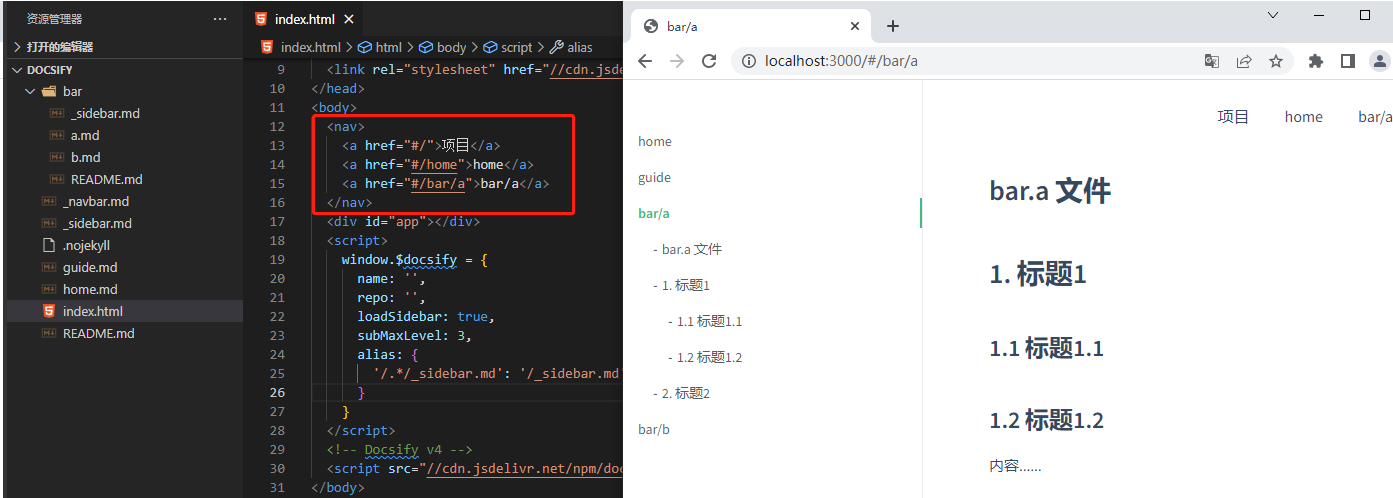 资源管理器
打开的编辑器
DOCSIFY
bar
_sidebar.md
a.md
b.md
README.md
_navbar.md
_sidebar.md
.nojekyll
guide.md
home.md
index.html
README.md
index.html
index.html > html > body > script > alias
9 <link rel="stylesheet" href="//cdn.jsde
10 </head>
11 <body>
12 <nav>
13 <a href="#/">项目</a>
14 <a href="#/home">home</a>
15 <a href="#/bar/a">bar/a</a>
16 </nav>
17 <div id="app"></div>
18 <script>
19 window.$docsify = {
20 name: '',
21 repo: '',
22 loadSidebar: true,
23 subMaxLevel: 3,
24 alias: {
25 '/.*/_sidebar.md': '/_sidebar.md'
26 }
27 }
28 </script>
29 <!-- Docsify v4 -->
30 <script src="//cdn.jsdelivr.net/npm/doc
31 </body>
bar/a
localhost:3000/#/bar/a
项目 home bar/a
home
guide
bar/a
- bar.a 文件
- 1. 标题1
- 1.1 标题1.1
- 1.2 标题1.2
- 2. 标题2
bar/b
bar.a 文件
1. 标题1
1.1 标题1.1
1.2 标题1.2
内容......